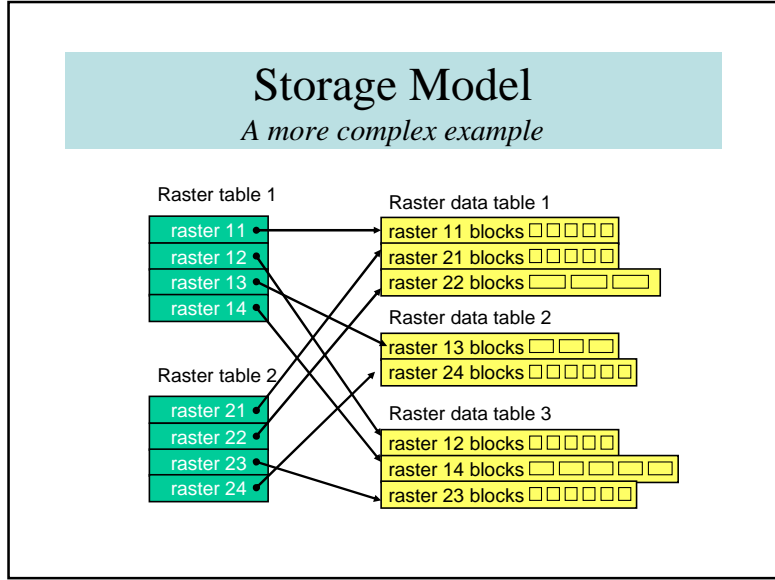 Storage Model
A more complex example
Raster table 1
raster 11
raster 12
raster 13
raster 14
Raster table 2
raster 21
raster 22
raster 23
raster 24
Raster data table 1
raster 11 blocks
raster 21 blocks
raster 22 blocks
Raster data table 2
raster 13 blocks
raster 24 blocks
Raster data table 3
raster 12 blocks
raster 14 blocks
raster 23 blocks